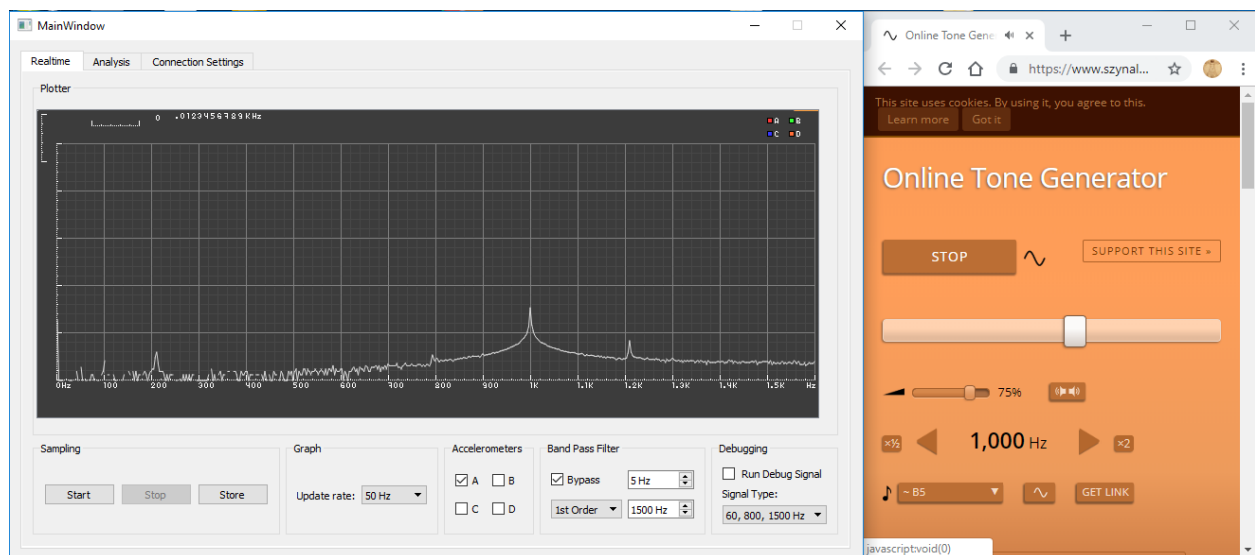 MainWindow
Realtime Analysis Connection Settings
Plotter
0 .0123456789KHz
A B
C D
0Hz 100 200 300 400 500 600 700 800 900 1K 1.1K 1.2K 1.3K 1.4K 1.5K Hz
Sampling
Start Stop Store
Graph
Update rate: 50 Hz
Accelerometers
A B
C D
Band Pass Filter
Bypass 5 Hz
1st Order 1500 Hz
Debugging
Run Debug Signal
Signal Type:
60, 800, 1500 Hz
Online Tone Gene
https://www.szynal...
This site uses cookies. By using it, you agree to this.
Learn more Got it
Online Tone Generator
STOP SUPPORT THIS SITE »
75%
×½ 1,000 Hz ×2
~ B5 GET LINK
javascript:void(0)